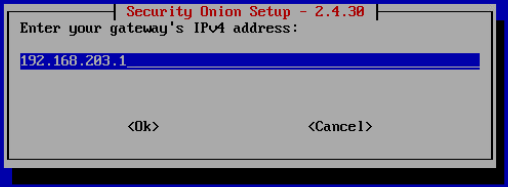 Security Onion Setup - 2.4.30
Enter your gateway's IPv4 address:
192.168.203.1
<Ok> <Cancel>